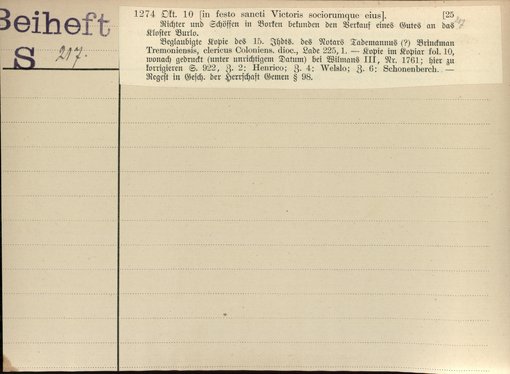 Beiheft
S 217.
1274 Okt. 10 [in festo sancti Victoris sociorumque eius]. [25
Richter und Schöffen in Borken bekunden den Verkauf eines Gutes an das
Kloster Burlo.
Beglaubigte Kopie des 15. Jhdts. des Notars Tademannus (?) Brinckman
Tremoniensis, clericus Coloniens. dioc., Lade 225, 1. — Kopie im Kopiar fol. 10,
wonach gedruckt (unter unrichtigem Datum) bei Wilmans III, Nr. 1761; hier zu
korrigieren S. 922, Z. 2; Henrico; Z. 4; Welslo; Z. 6; Schonenberch. —
Regest in Gesch. der Herrschaft Gemen § 98.